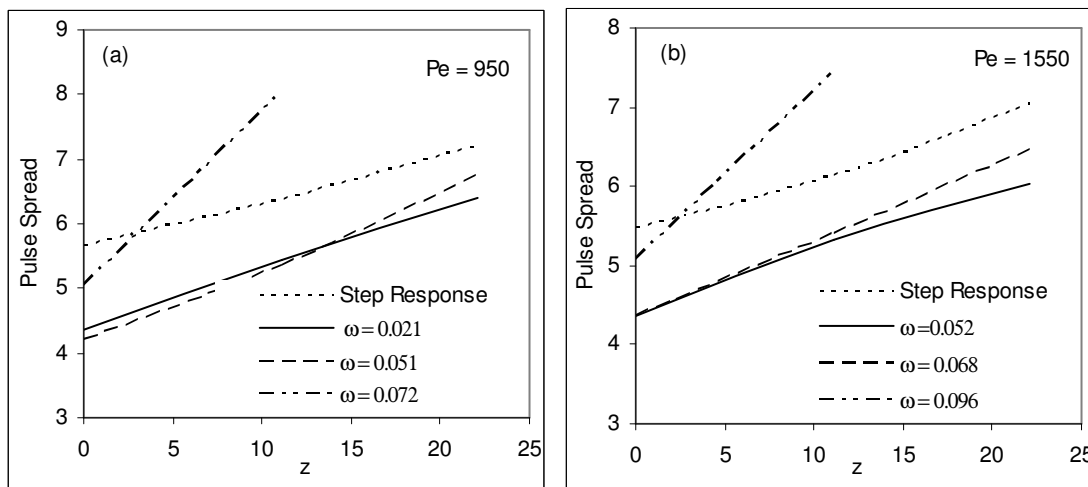 (a)
Pe = 950
Pulse Spread
9
8
7
6
5
4
3
0 5 10 15 20 25
z
Step Response
ω = 0.021
ω = 0.051
ω = 0.072
(b)
Pe = 1550
Pulse Spread
8
7
6
5
4
3
0 5 10 15 20 25
z
Step Response
ω = 0.052
ω = 0.068
ω = 0.096